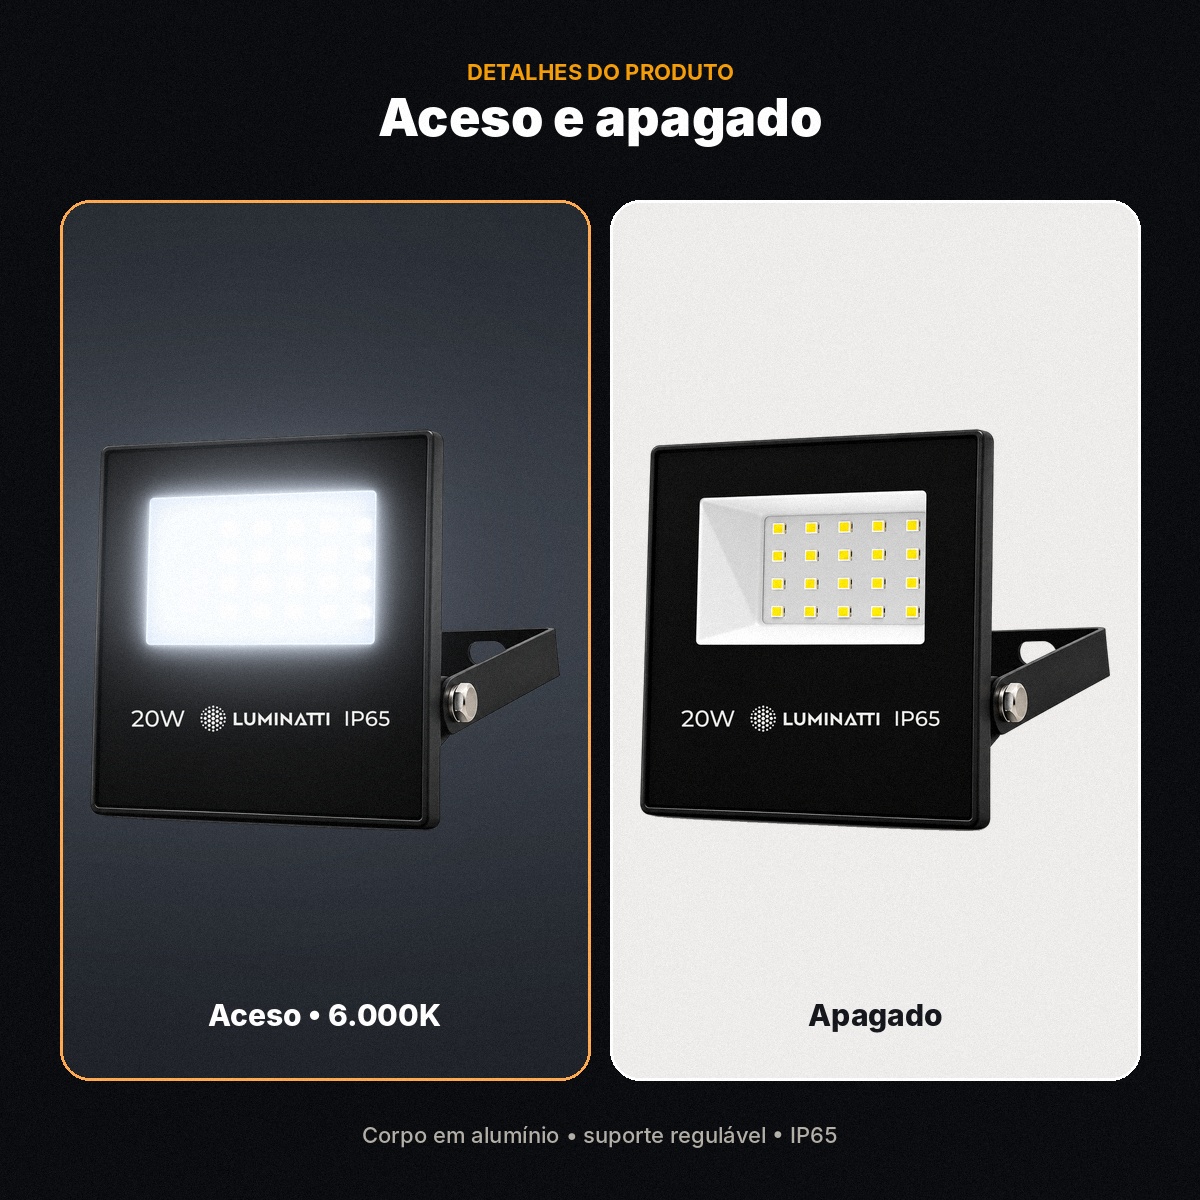 DETALHES DO PRODUTO
Aceso e apagado
20W LUMINATTI IP65
20W LUMINATTI IP65
Aceso • 6.000K
Apagado
Corpo em alumínio • suporte regulável • IP65